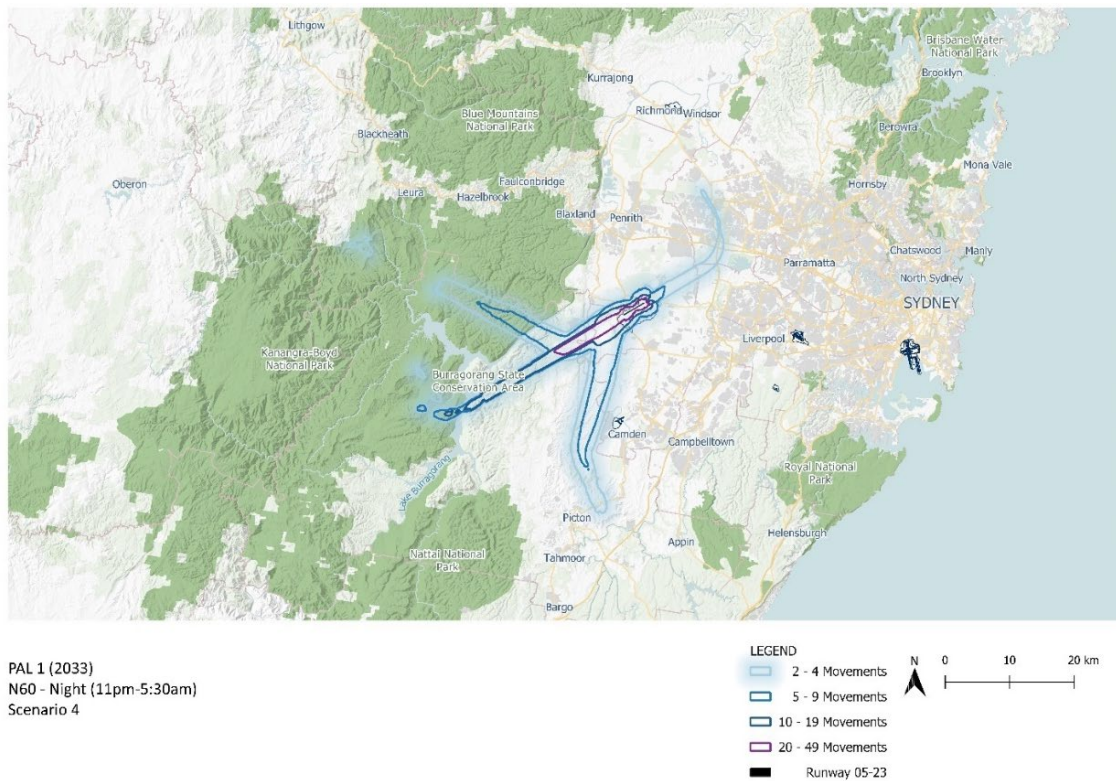 Lithgow
Brisbane Water
National Park
Brooklyn
Kurrajong
Richmond
Windsor
Blue Mountains
National Park
Blackheath
Berowra
Mona Vale
Oberon
Leura
Hazelbrook
Faulconbridge
Hornsby
Blaxland
Penrith
Chatswood
Manly
Parramatta
North Sydney
SYDNEY
Liverpool
Kanangra-Boyd
National Park
Burragorang State
Conservation Area
Camden
Campbelltown
Lake Burragorang
Royal National
Park
Picton
Appin
Helensburgh
Nattai National
Park
Tahmoor
Bargo
PAL 1 (2033)
N60 - Night (11pm-5:30am)
Scenario 4
LEGEND
2 - 4 Movements
5 - 9 Movements
10 - 19 Movements
20 - 49 Movements
Runway 05-23
N
0 10 20 km